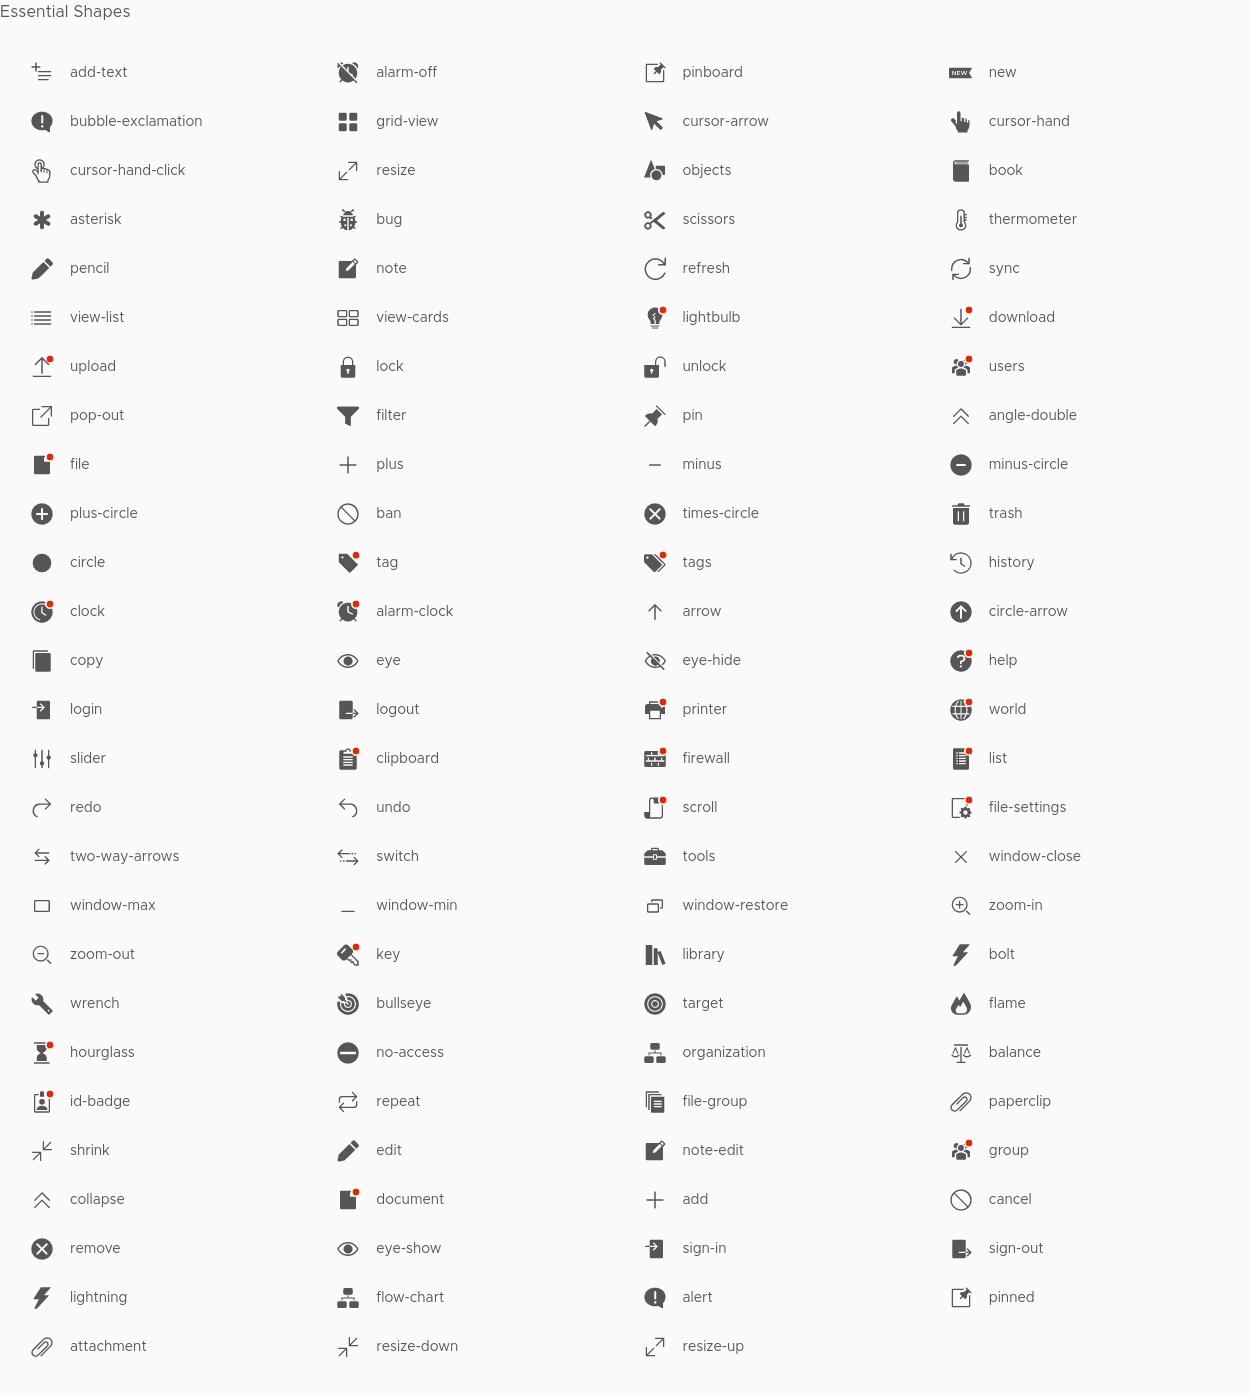 Essential Shapes
add-text alarm-off pinboard NEW new
bubble-exclamation grid-view cursor-arrow cursor-hand
cursor-hand-click resize objects book
asterisk bug scissors thermometer
pencil note refresh sync
view-list view-cards lightbulb download
upload lock unlock users
pop-out filter pin angle-double
file plus minus minus-circle
plus-circle ban times-circle trash
circle tag tags history
clock alarm-clock arrow circle-arrow
copy eye eye-hide help
login logout printer world
slider clipboard firewall list
redo undo scroll file-settings
two-way-arrows switch tools window-close
window-max window-min window-restore zoom-in
zoom-out key library bolt
wrench bullseye target flame
hourglass no-access organization balance
id-badge repeat file-group paperclip
shrink edit note-edit group
collapse document add cancel
remove eye-show sign-in sign-out
lightning flow-chart alert pinned
attachment resize-down resize-up